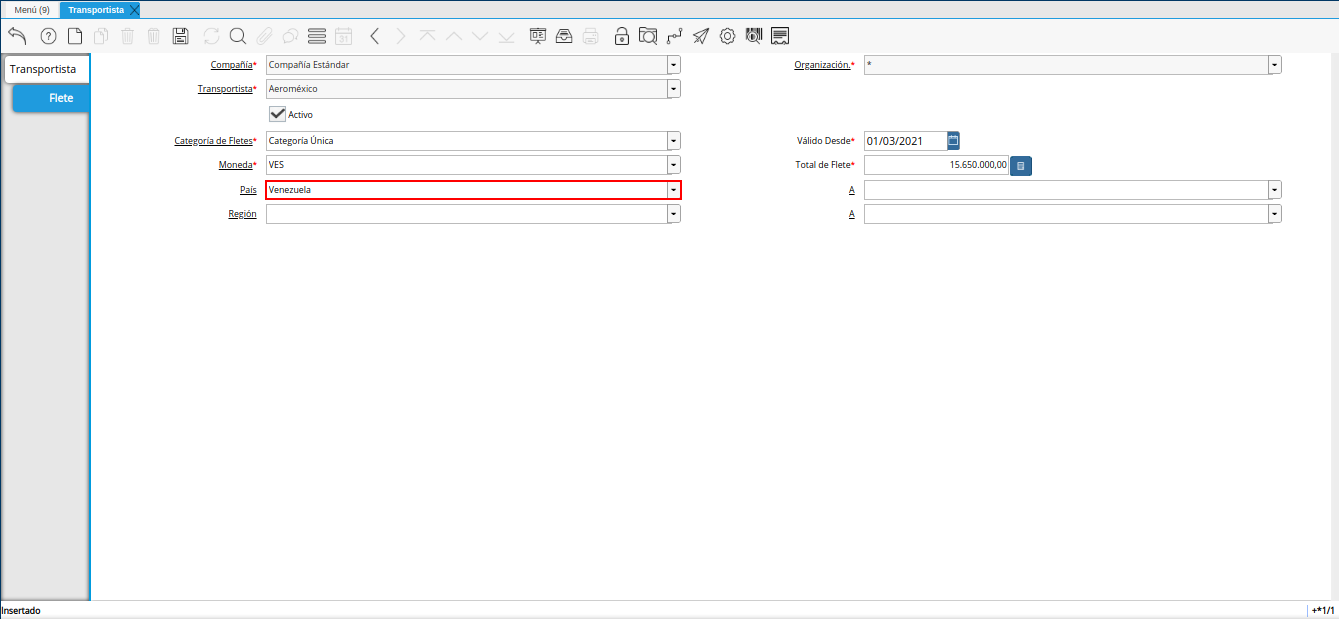 Menú (9) Transportista
31
Transportista
Flete
Compañía* Compañía Estándar Organización.* *
Transportista* Aeroméxico
Activo
Categoría de Fletes* Categoría Única Válido Desde* 01/03/2021
Moneda* VES Total de Flete* 15.650.000,00
País Venezuela A
Región A
Insertado +*1/1